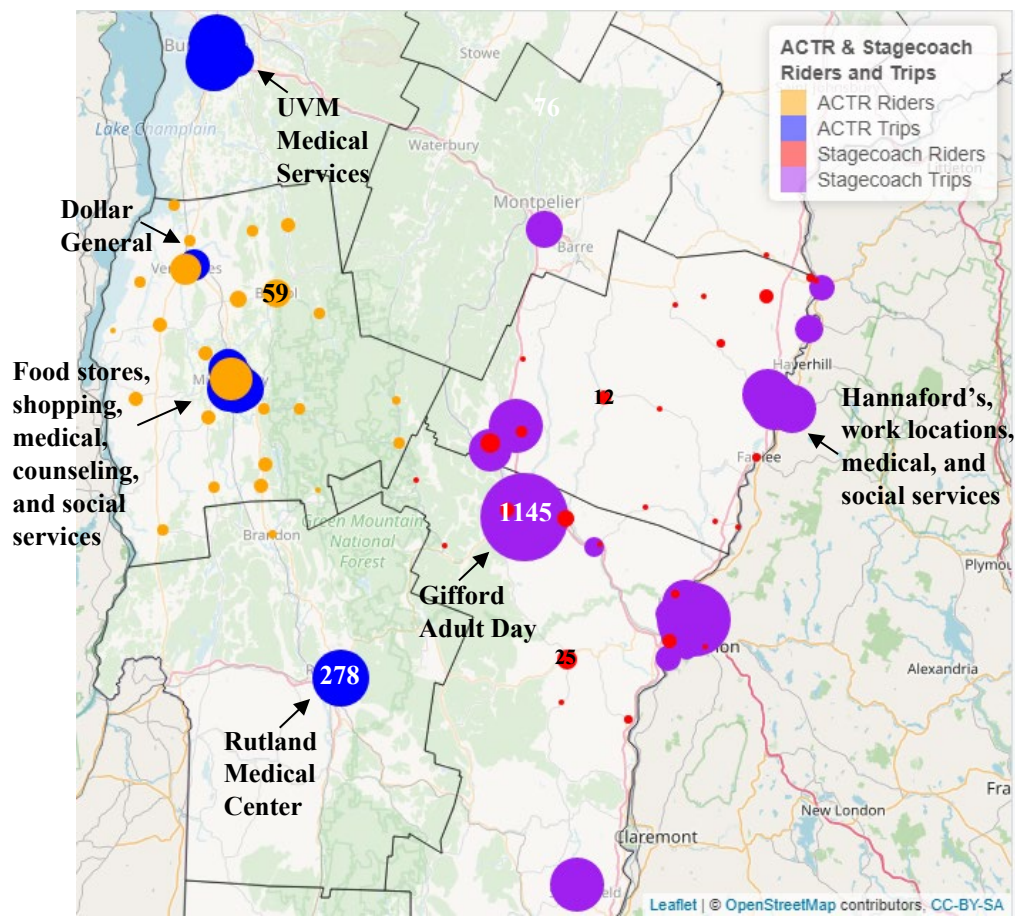 ACTR & Stagecoach
Riders and Trips
ACTR Riders
ACTR Trips
Stagecoach Riders
Stagecoach Trips
Stowe
76
UVM
Medical
Services
Lake Champlain
Waterbury
Montpelier
Barre
Dollar
General
59
Food stores,
shopping,
medical,
counseling,
and social
services
12
Haverhill
Hannaford's,
work locations,
medical, and
social services
1145
Green Mountain
National
Forest
Brandon
Gifford
Adult Day
25
278
Rutland
Medical
Center
Alexandria
New London
Claremont
Leaflet | © OpenStreetMap contributors, CC-BY-SA